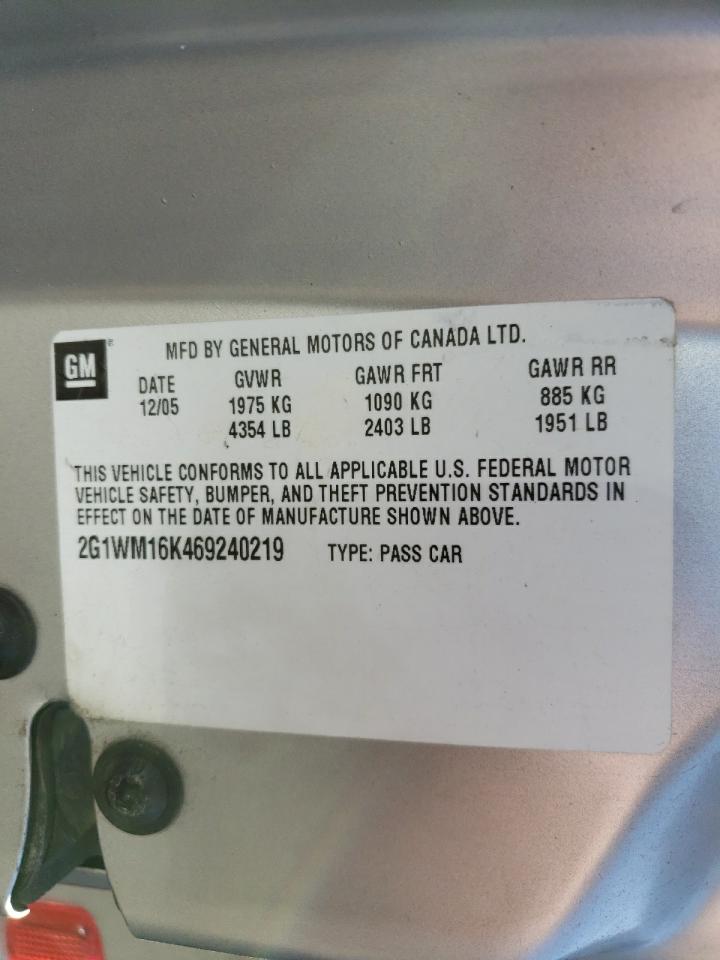 GM
MFD BY GENERAL MOTORS OF CANADA LTD.
DATE GVWR GAWR FRT GAWR RR
12/05 1975 KG 1090 KG 885 KG
4354 LB 2403 LB 1951 LB
THIS VEHICLE CONFORMS TO ALL APPLICABLE U.S. FEDERAL MOTOR
VEHICLE SAFETY, BUMPER, AND THEFT PREVENTION STANDARDS IN
EFFECT ON THE DATE OF MANUFACTURE SHOWN ABOVE.
2G1WM16K469240219 TYPE: PASS CAR